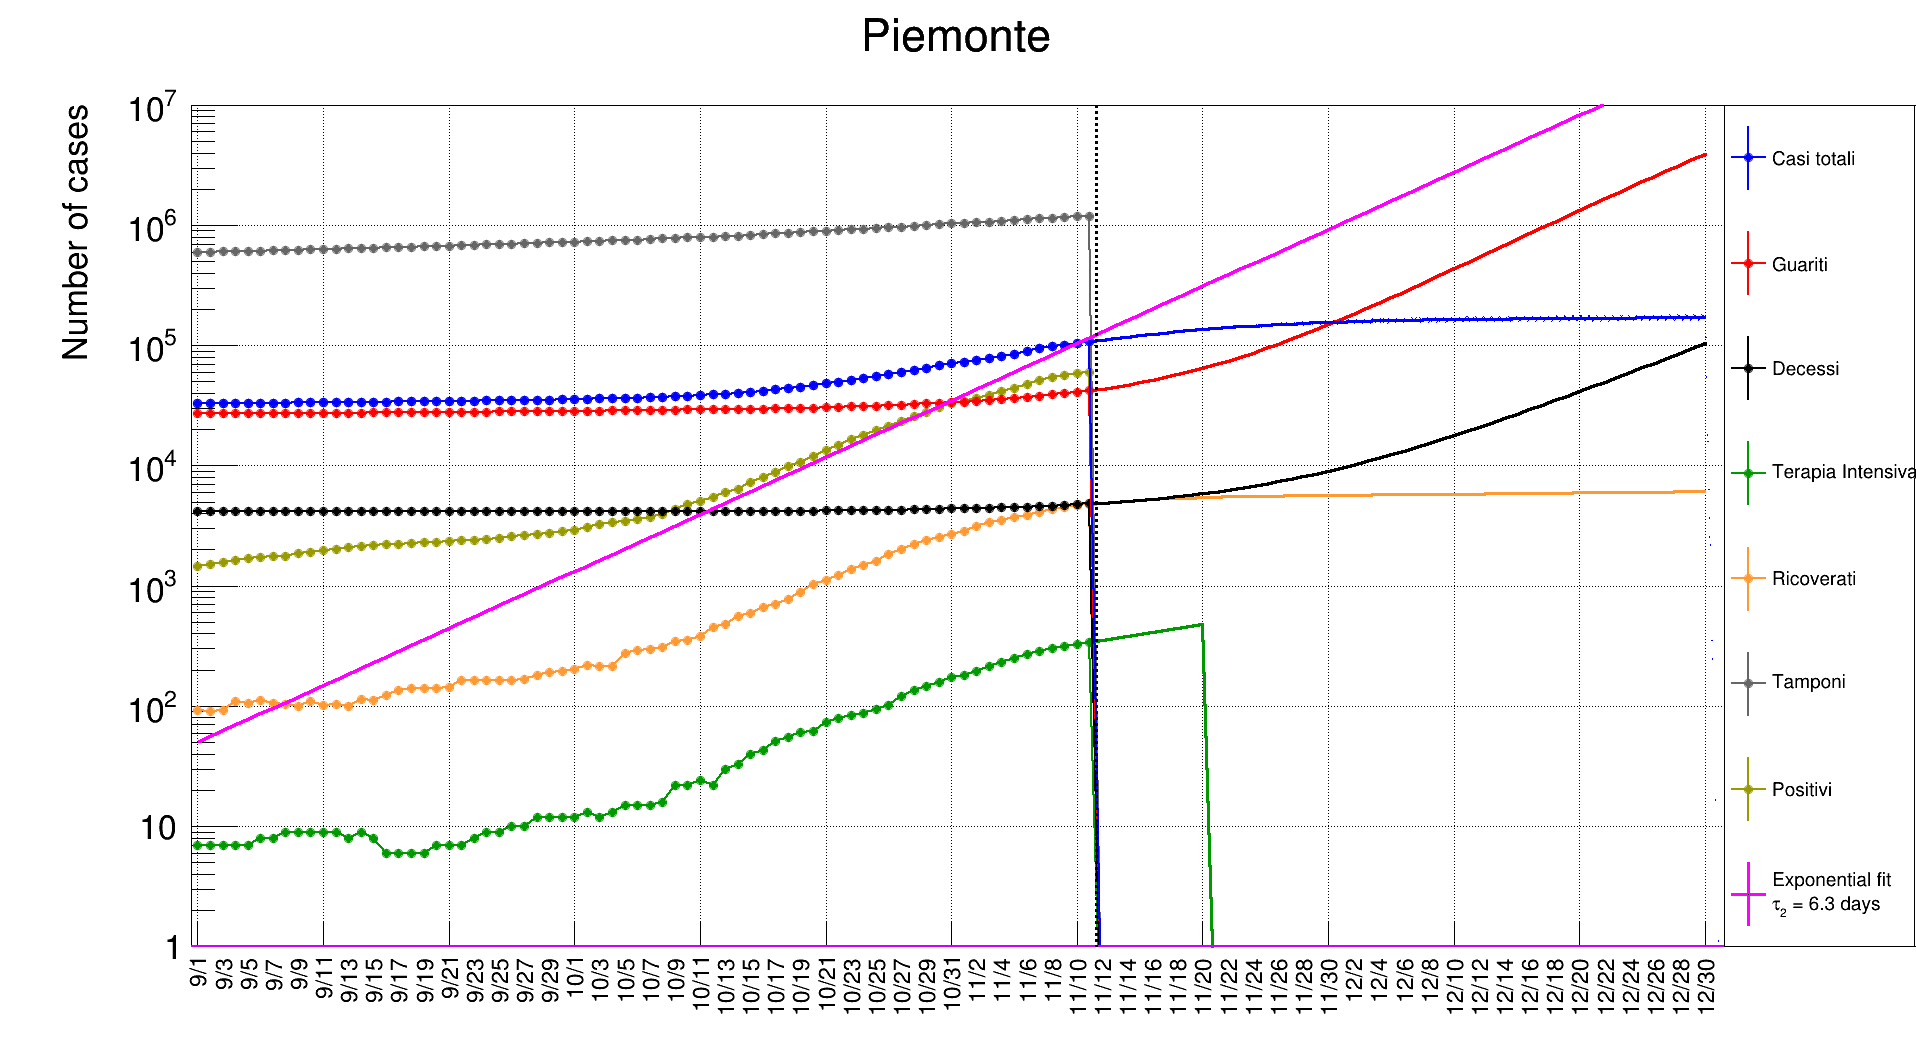 Piemonte
Number of cases
10^7
10^6
10^5
10^4
10^3
10^2
10
1
9/1 9/3 9/5 9/7 9/9 9/11 9/13 9/15 9/17 9/19 9/21 9/23 9/25 9/27 9/29 10/1 10/3 10/5 10/7 10/9 10/11 10/13 10/15 10/17 10/19 10/21 10/23 10/25 10/27 10/29 10/31 11/2 11/4 11/6 11/8 11/10 11/12 11/14 11/16 11/18 11/20 11/22 11/24 11/26 11/28 11/30 12/2 12/4 12/6 12/8 12/10 12/12 12/14 12/16 12/18 12/20 12/22 12/24 12/26 12/28 12/30
Casi totali
Guariti
Decessi
Terapia Intensiva
Ricoverati
Tamponi
Positivi
Exponential fit
τ₂ = 6.3 days